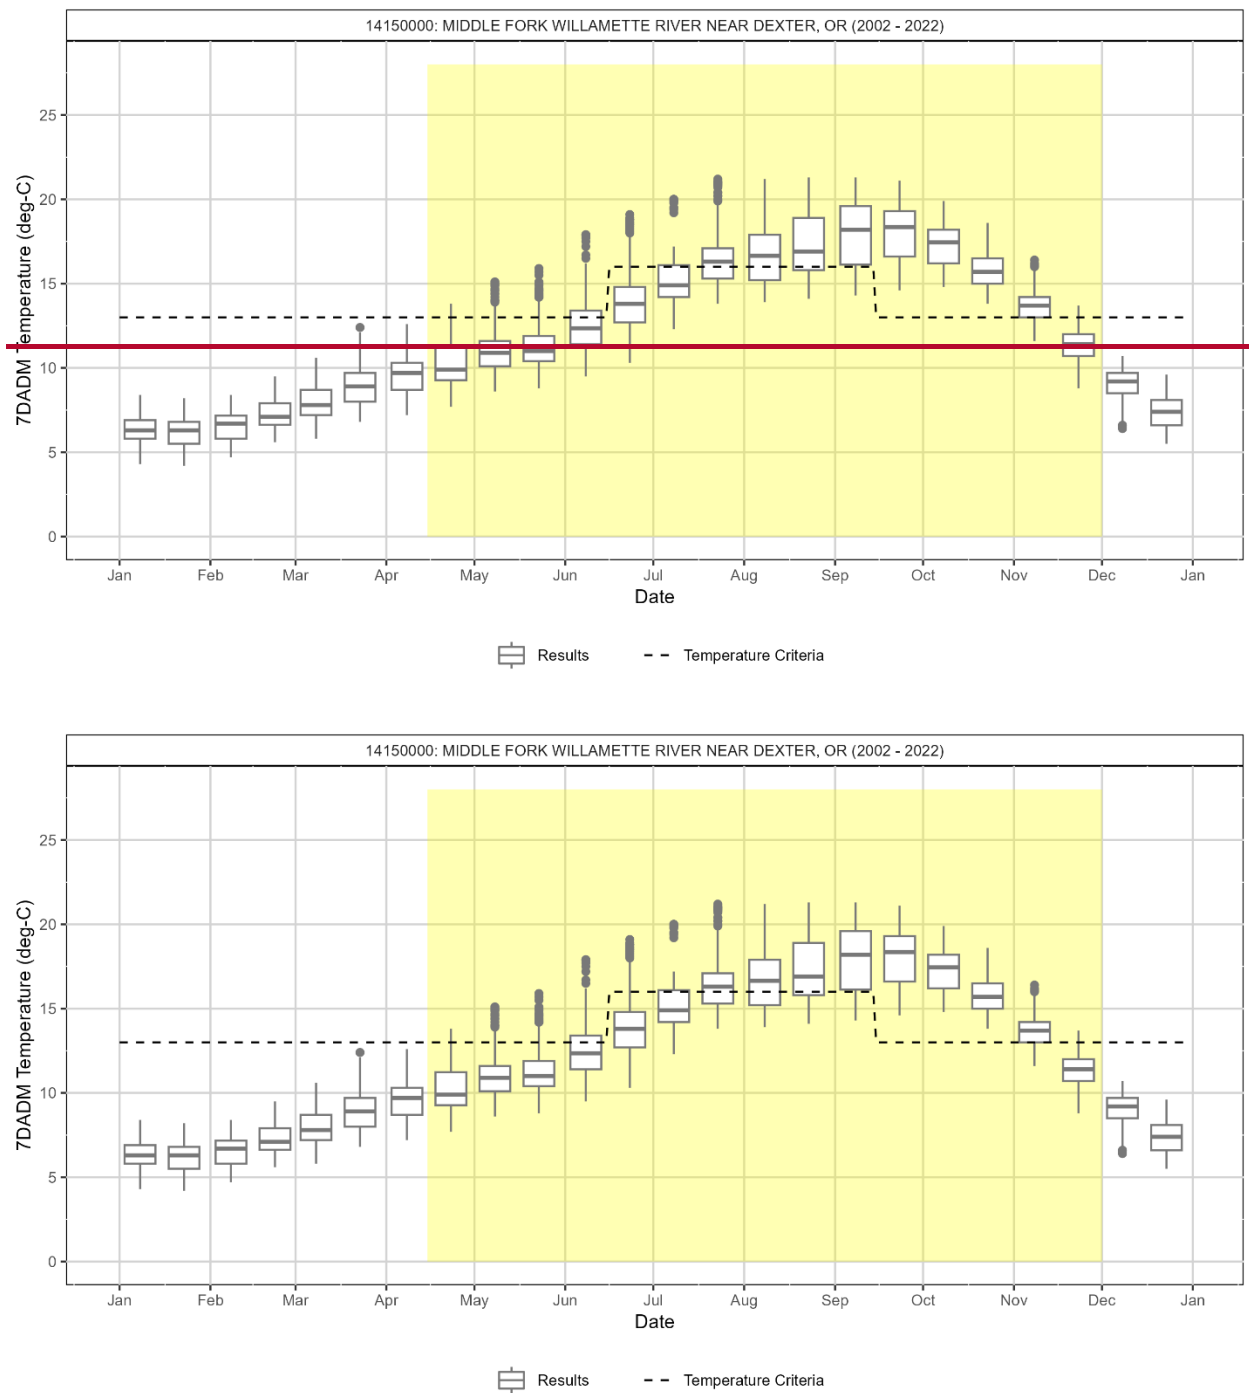 14150000: MIDDLE FORK WILLAMETTE RIVER NEAR DEXTER, OR (2002 - 2022)
25
20
15
10
5
0
7DADM Temperature (deg-C)
Jan Feb Mar Apr May Jun Jul Aug Sep Oct Nov Dec Jan
Date
Results Temperature Criteria
14150000: MIDDLE FORK WILLAMETTE RIVER NEAR DEXTER, OR (2002 - 2022)
25
20
15
10
5
0
7DADM Temperature (deg-C)
Jan Feb Mar Apr May Jun Jul Aug Sep Oct Nov Dec Jan
Date
Results Temperature Criteria